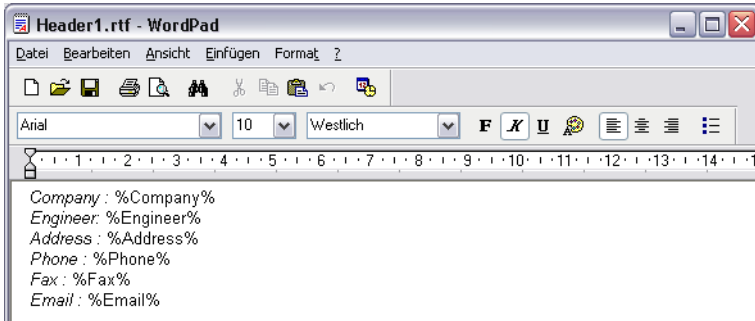 Header1.rtf - WordPad
Datei Bearbeiten Ansicht Einfügen Format ?
Arial 10 Westlich F K U
1 2 3 4 5 6 7 8 9 10 11 12 13 14
Company : %Company%
Engineer: %Engineer%
Address : %Address%
Phone : %Phone%
Fax : %Fax%
Email : %Email%